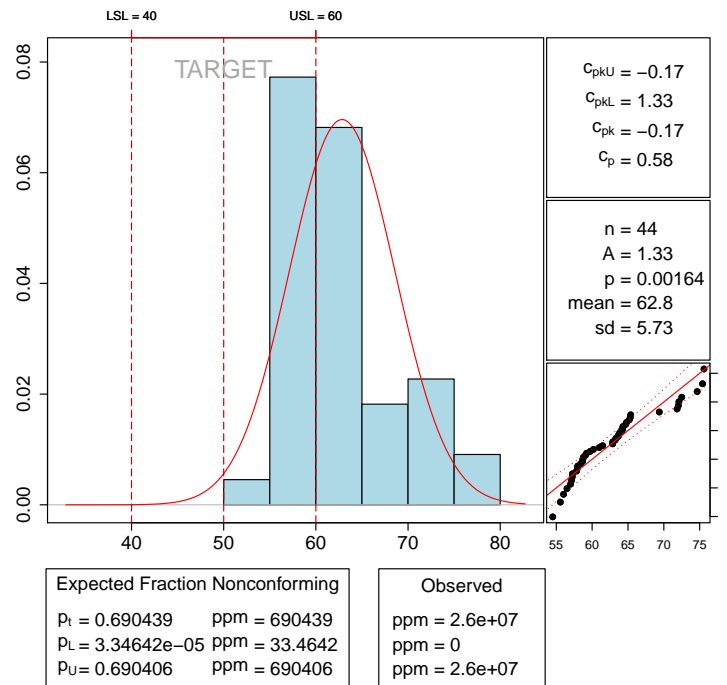 LSL = 40
USL = 60
TARGET
0.08
0.06
0.04
0.02
0.00
40
50
60
70
80
cpkU = −0.17
cpkL = 1.33
cpk = −0.17
cp = 0.58
n = 44
A = 1.33
p = 0.00164
mean = 62.8
sd = 5.73
55 60 65 70 75
Expected Fraction Nonconforming
pt = 0.690439 ppm = 690439
pL = 3.34642e−05 ppm = 33.4642
pU = 0.690406 ppm = 690406
Observed
ppm = 2.6e+07
ppm = 0
ppm = 2.6e+07